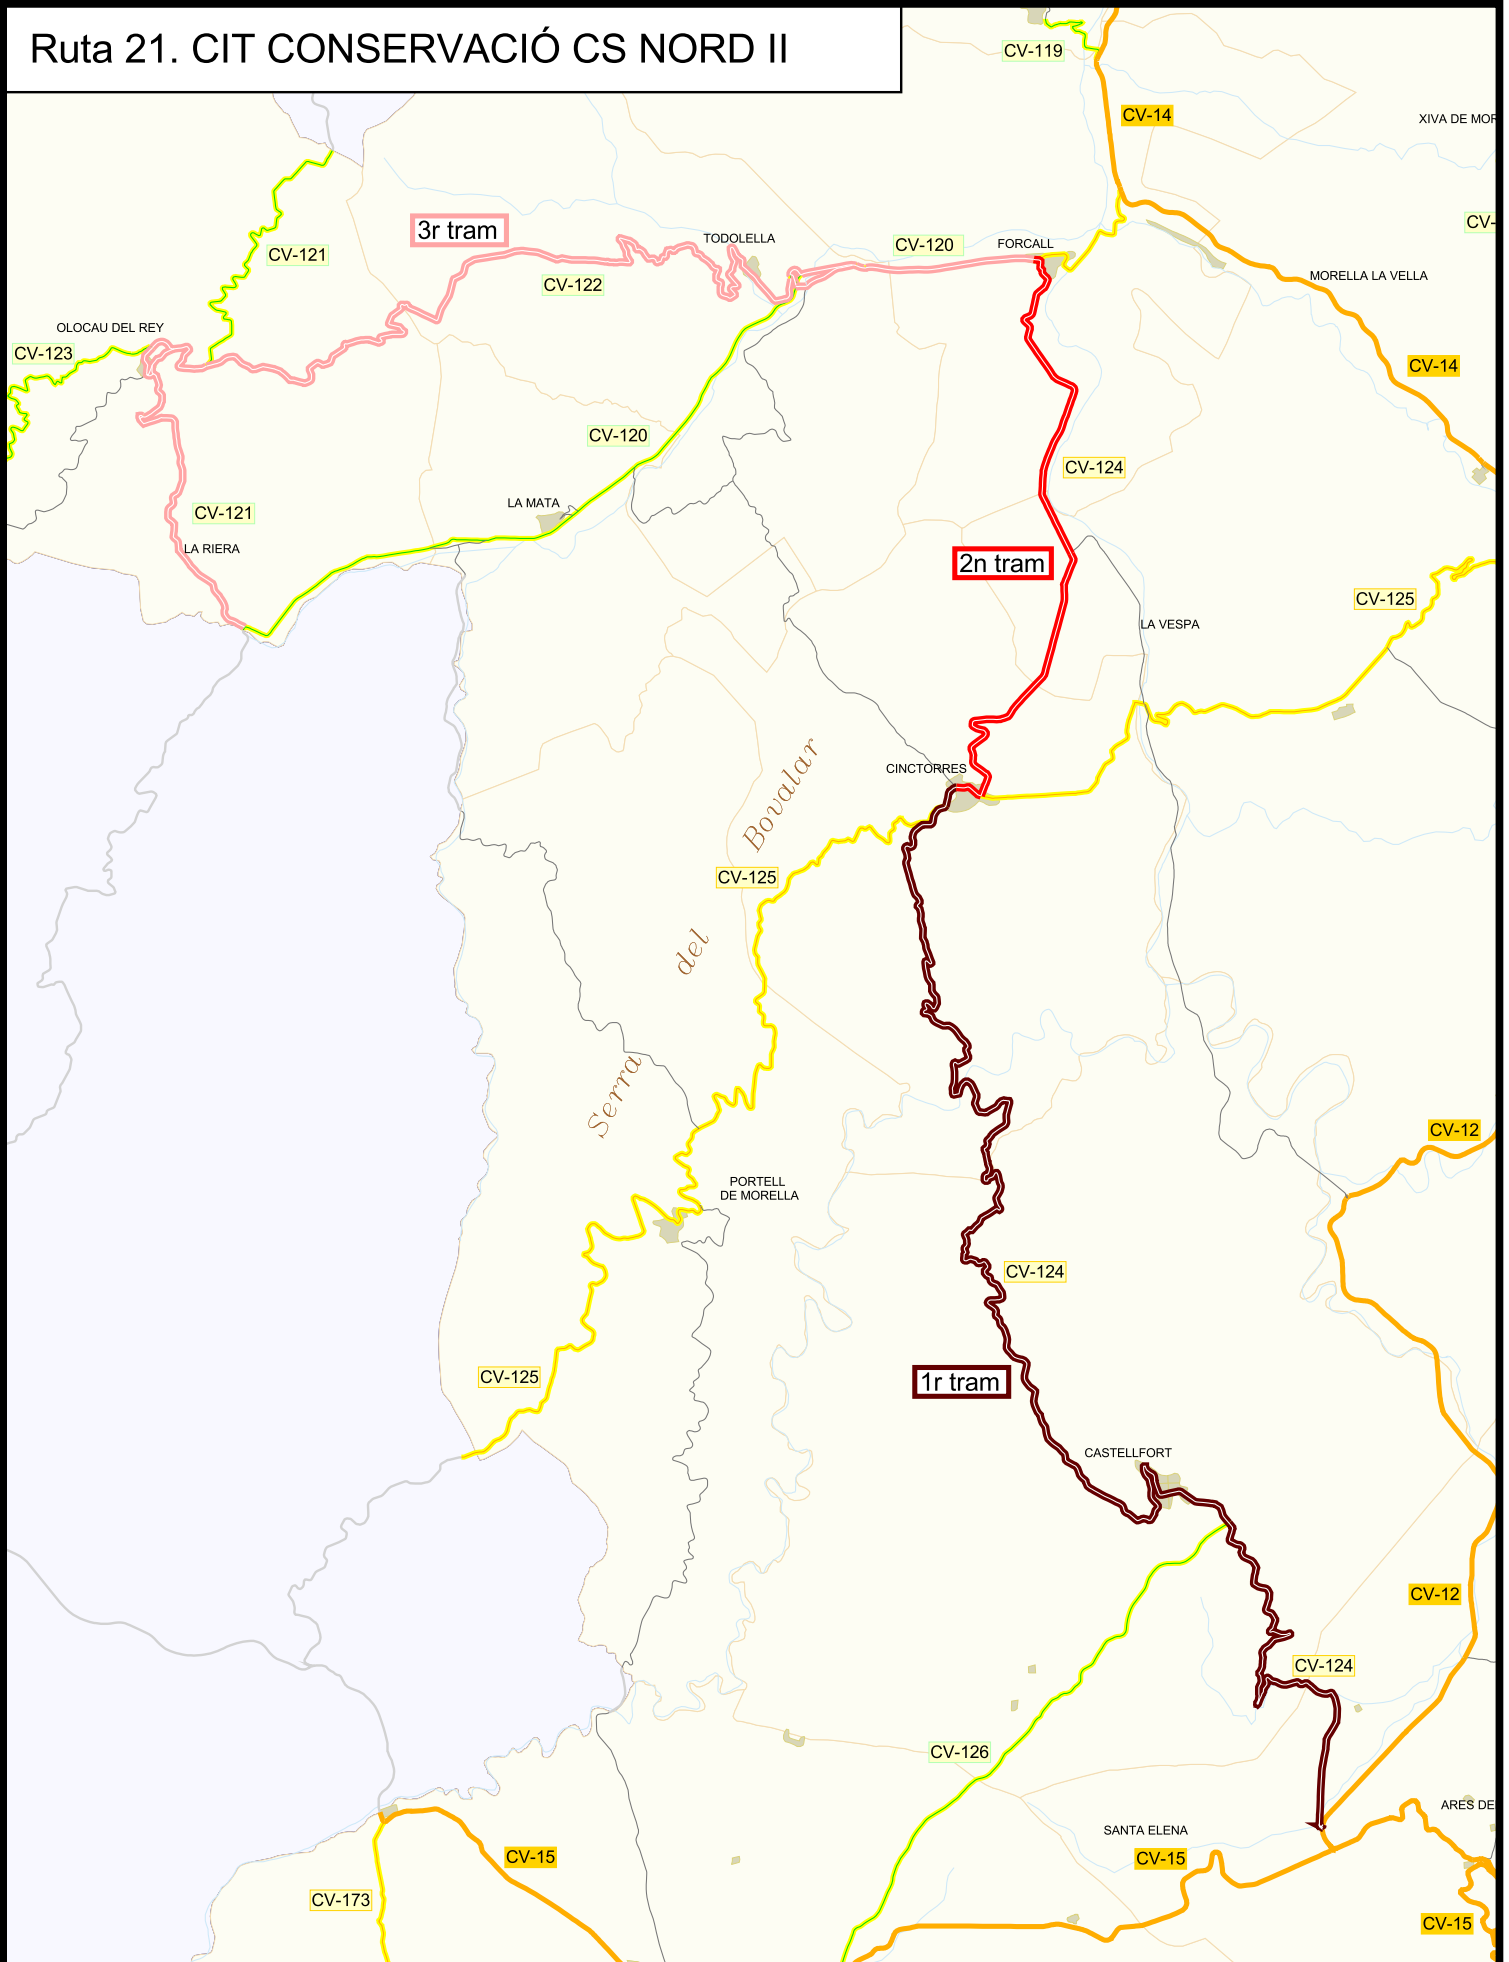 Ruta 21. CIT CONSERVACIÓ CS NORD II
CV-119
CV-14
XIVA DE MOR
CV-
3r tram
TODOLELLA
CV-120
FORCALL
CV-121
CV-122
MORELLA LA VELLA
OLOCAU DEL REY
CV-123
CV-14
CV-120
CV-124
LA MATA
CV-121
LA RIERA
2n tram
CV-125
LA VESPA
CINCTORRES
Serra del Bovalar
CV-125
CV-12
PORTELL
DE MORELLA
CV-124
CV-125
1r tram
CASTELLFORT
CV-12
CV-124
CV-126
ARES DE
SANTA ELENA
CV-15
CV-15
CV-173
CV-15